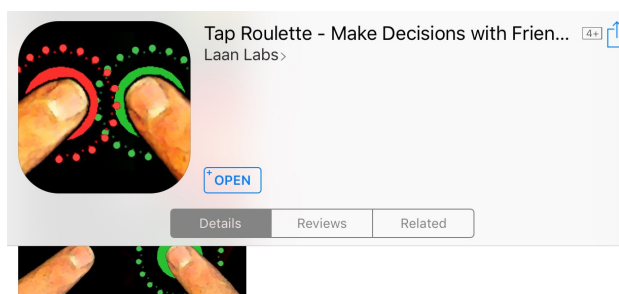 Tap Roulette - Make Decisions with Frien... 4+
Laan Labs>
+ OPEN
Details Reviews Related